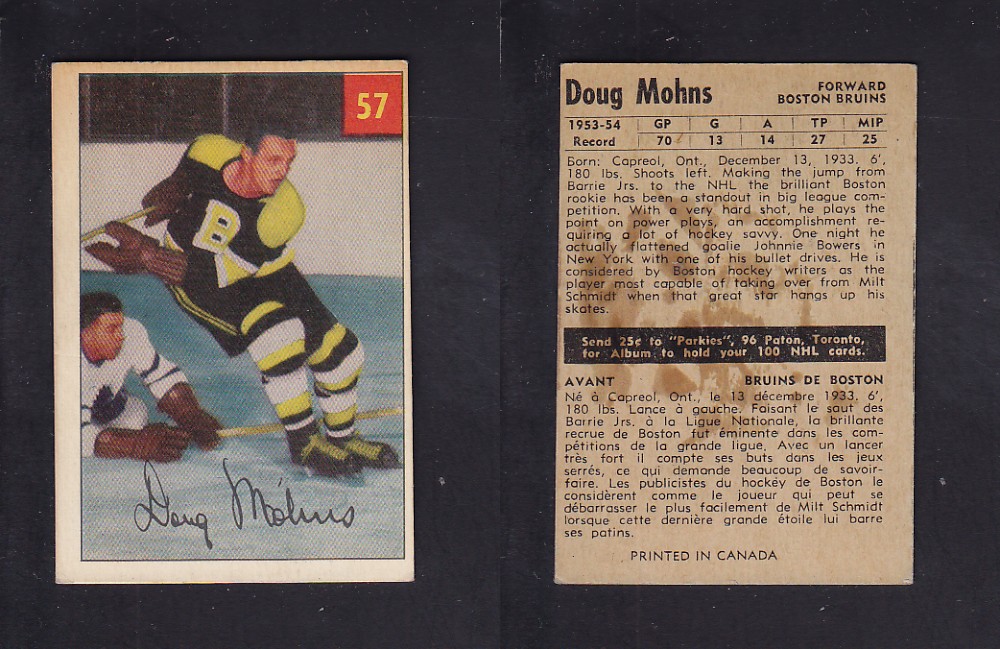 57
B
Doug Mohns
Doug Mohns
FORWARD
BOSTON BRUINS
1953-54 GP G A TP MIP
Record 70 13 14 27 25
Born: Capreol, Ont., December 13, 1933. 6',
180 lbs. Shoots left. Making the jump from
Barrie Jrs. to the NHL the brilliant Boston
rookie has been a standout in big league com-
petition. With a very hard shot, he plays the
point on power plays, an accomplishment re-
quiring a lot of hockey savvy. One night he
actually flattened goalie Johnnie Bowers in
New York with one of his bullet drives. He is
considered by Boston hockey writers as the
player most capable of taking over from Milt
Schmidt when that great star hangs up his
skates.
Send 25¢ to "Parkies", 96 Paton, Toronto,
for Album to hold your 100 NHL cards.
AVANT BRUINS DE BOSTON
Né à Capreol, Ont., le 13 décembre 1933. 6',
180 lbs. Lance à gauche. Faisant le saut des
Barrie Jrs. à la Ligue Nationale, la brillante
recrue de Boston fut éminente dans les com-
pétitions de la grande ligue. Avec un lancer
très fort il compte ses buts dans les jeux
serrés, ce qui demande beaucoup de savoir-
faire. Les publicistes du hockey de Boston le
considèrent comme le joueur qui peut se
débarrasser le plus facilement de Milt Schmidt
lorsque cette dernière grande étoile lui barre
ses patins.
PRINTED IN CANADA